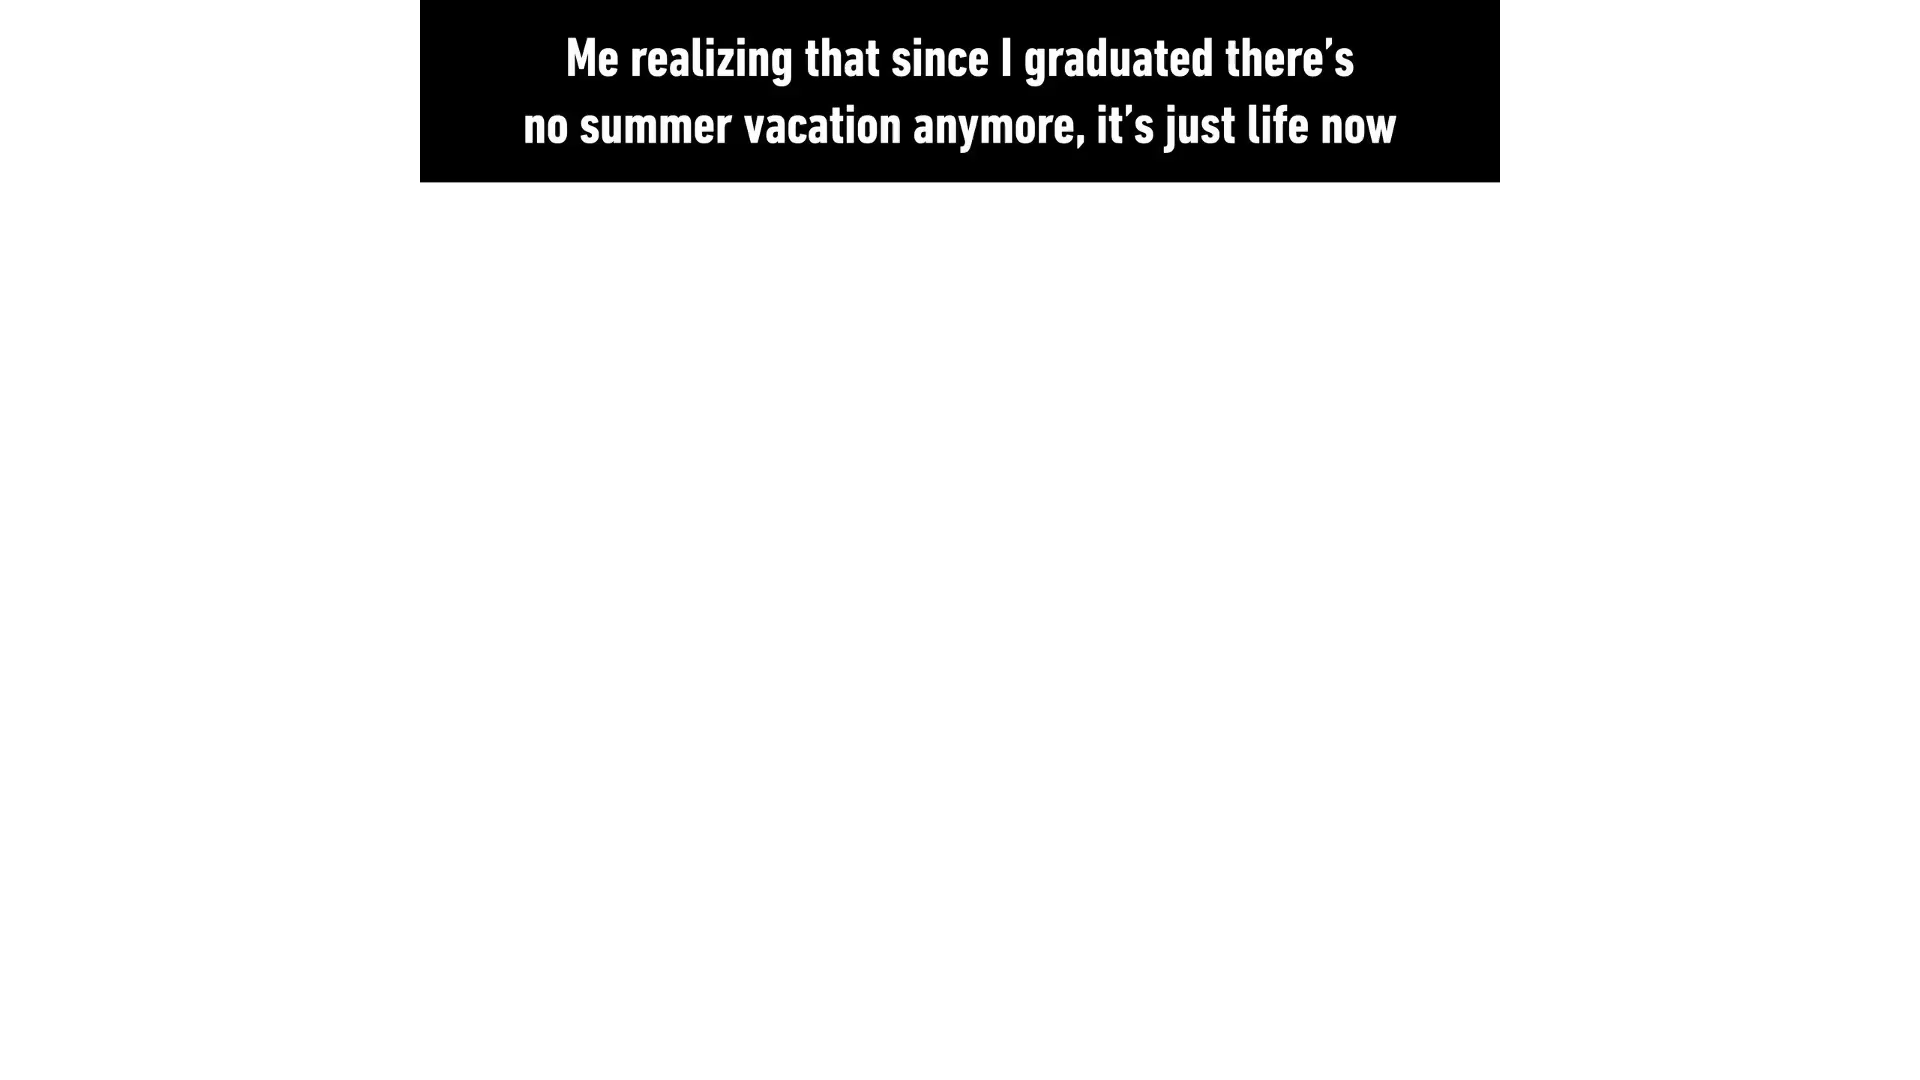 Me realizing that since I graduated there’s
no summer vacation anymore, it’s just life now